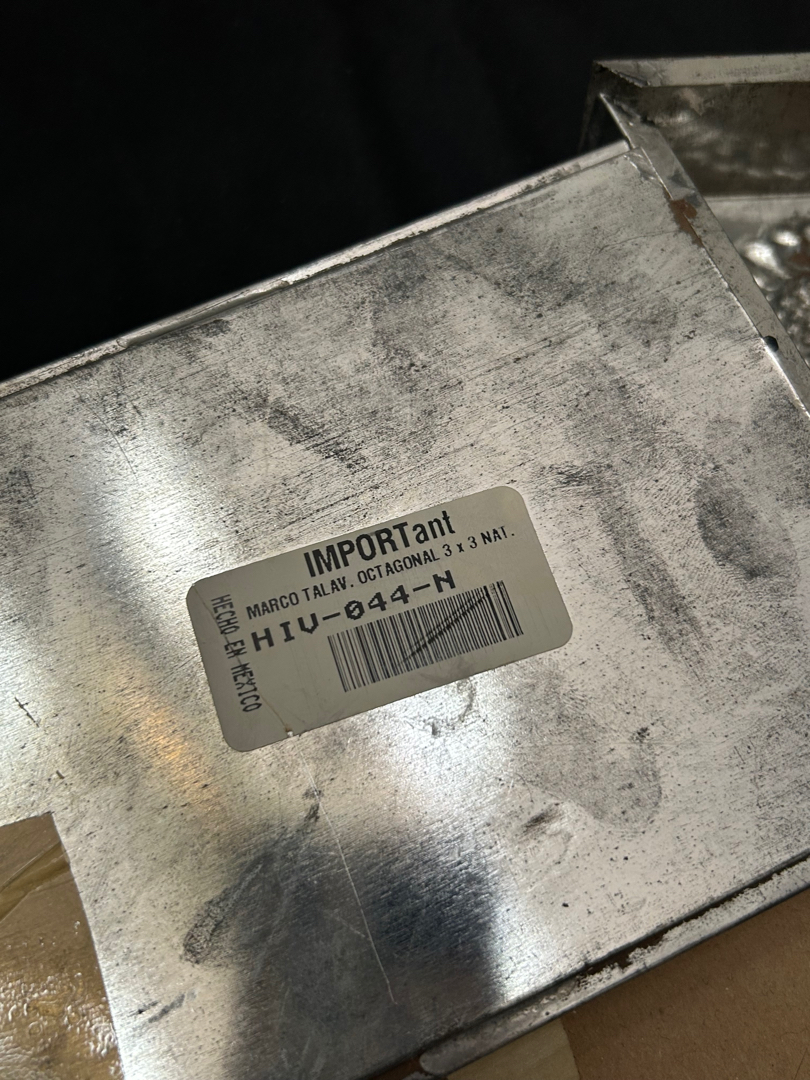 IMPORTant
MARCO TALAV. OCTAGONAL 3 x 3 NAT.
HIV-044-N
HECHO EN MEXICO